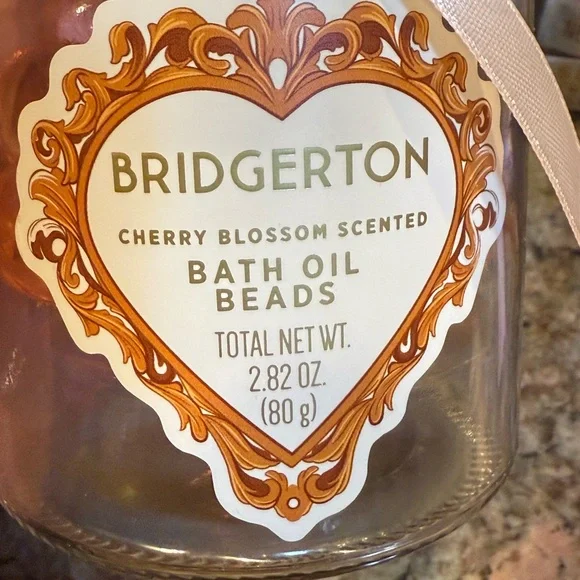 BRIDGERTON
CHERRY BLOSSOM SCENTED
BATH OIL
BEADS
TOTAL NET WT.
2.82 OZ.
(80 g)